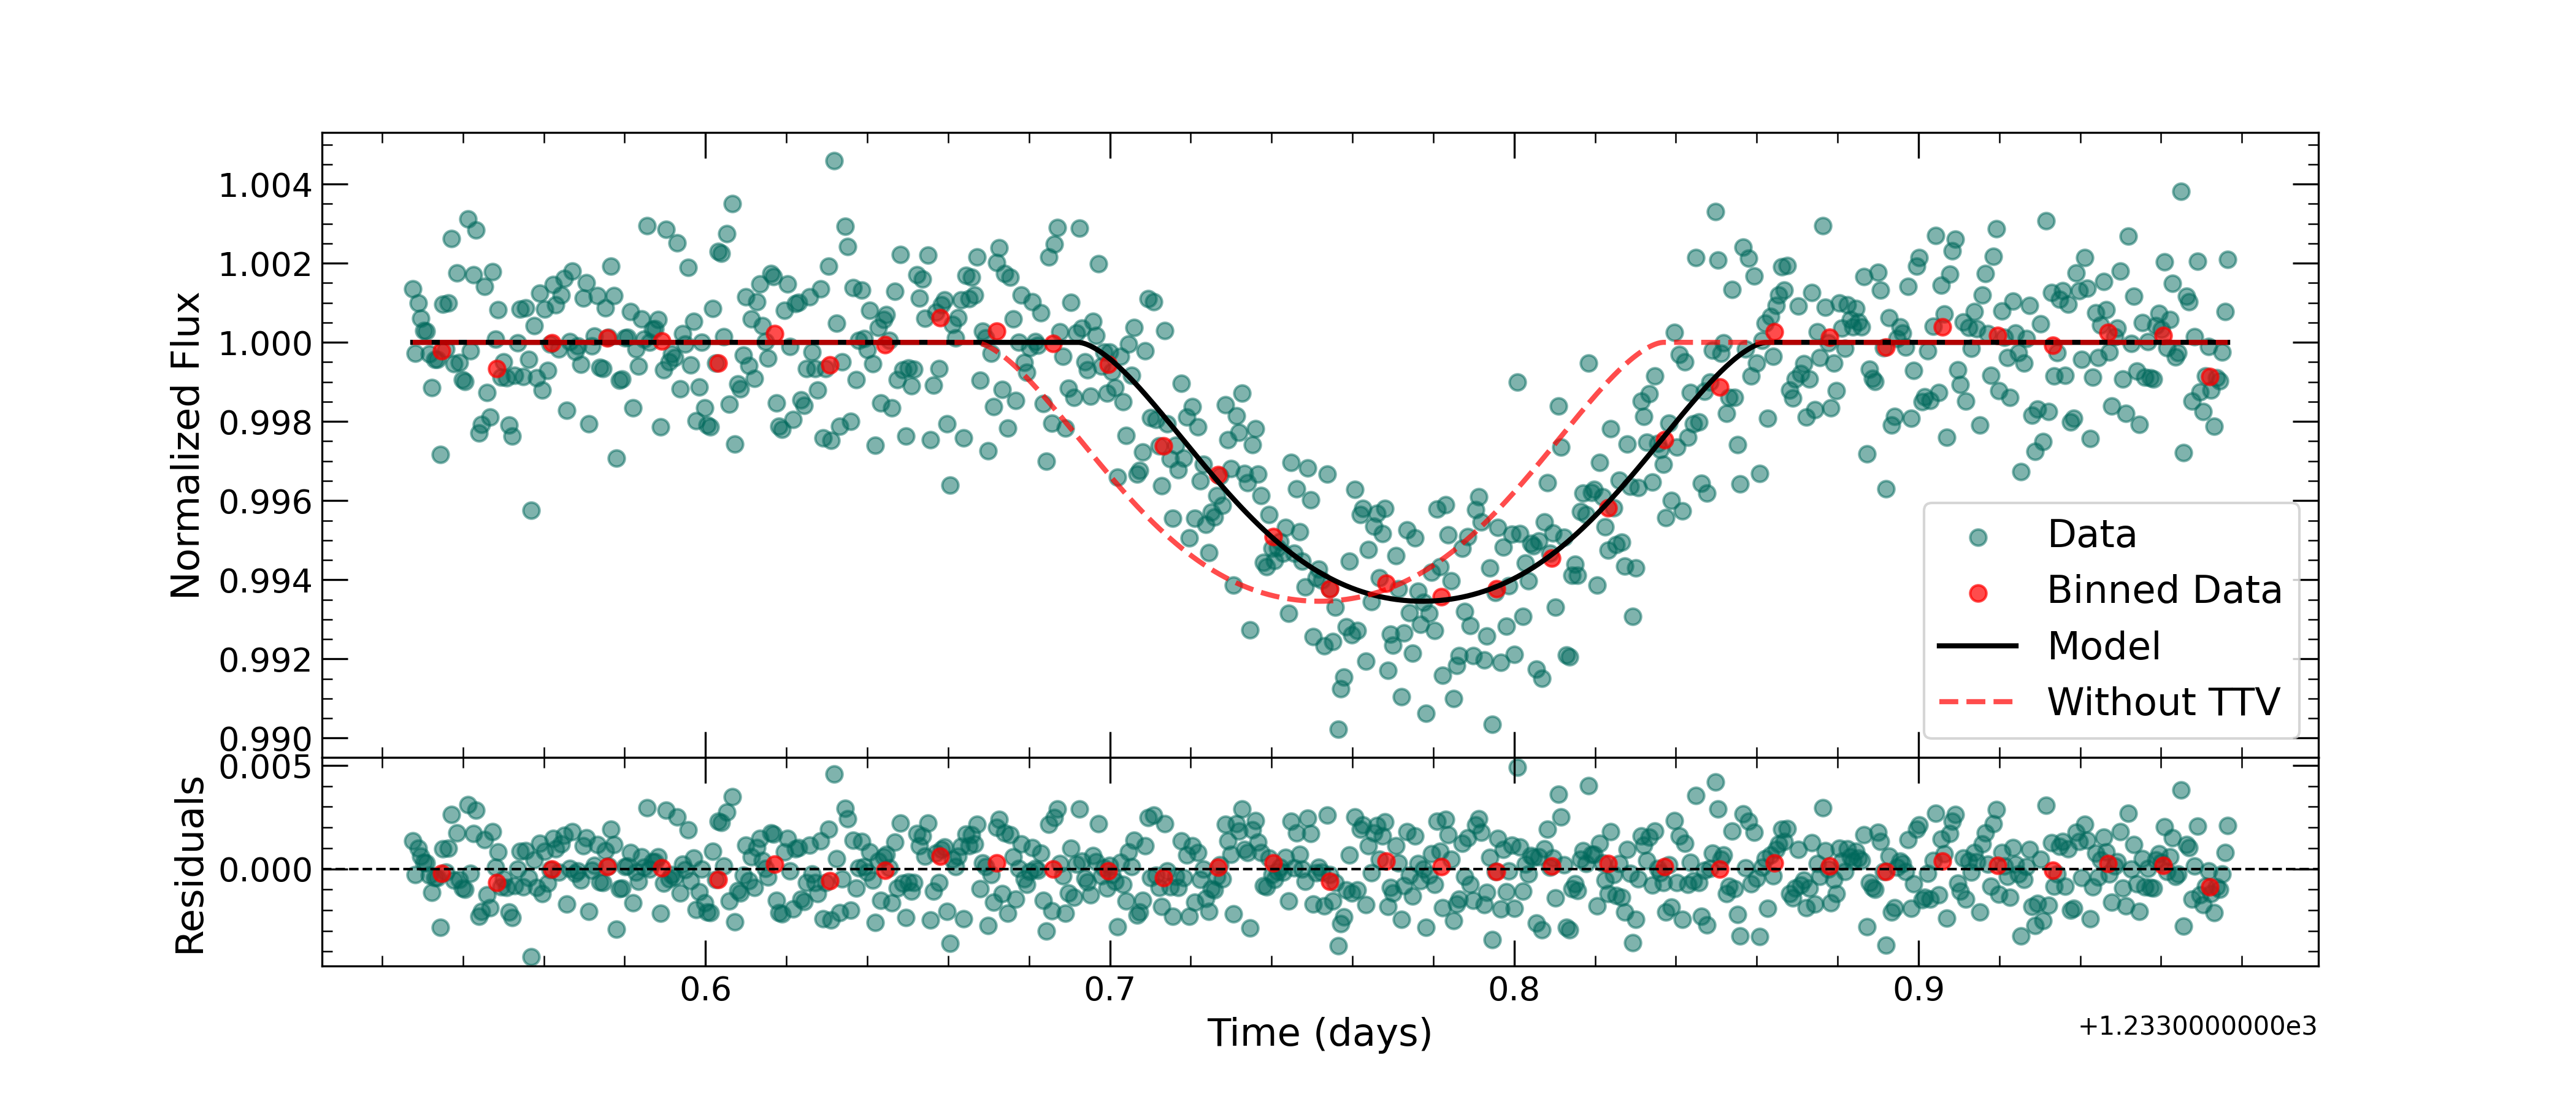 Normalized Flux
1.004
1.002
1.000
0.998
0.996
0.994
0.992
0.990
Data
Binned Data
Model
Without TTV
Residuals
0.005
0.000
0.6 0.7 0.8 0.9
Time (days)
+1.2330000000e3